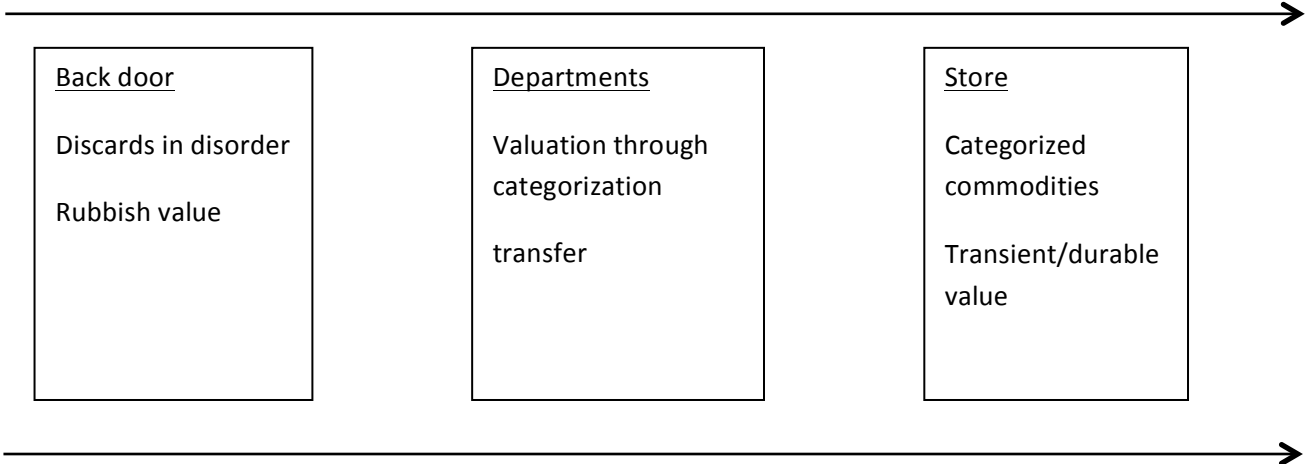 Back door
Discards in disorder
Rubbish value
Departments
Valuation through
categorization
transfer
Store
Categorized
commodities
Transient/durable
value